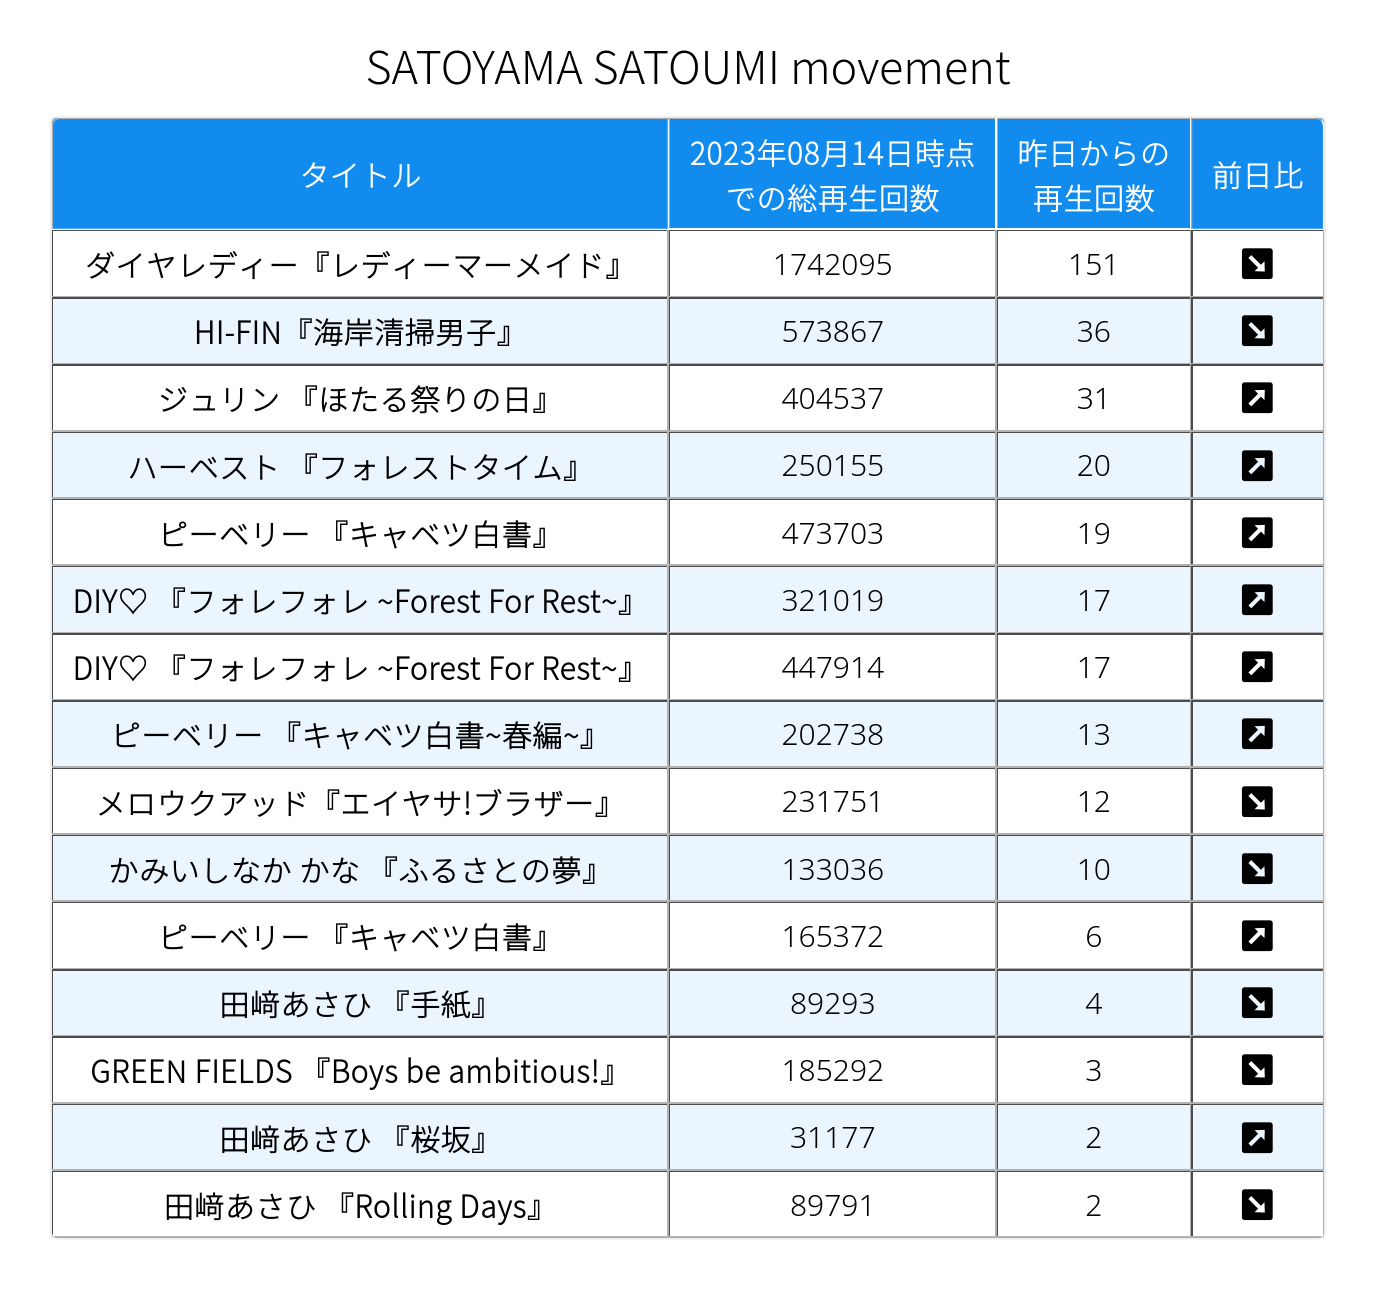 SATOYAMA SATOUMI movement
タイトル 2023年08月14日時点での総再生回数 昨日からの再生回数 前日比
ダイヤレディー『レディーマーメイド』 1742095 151 ↘
HI-FIN『海岸清掃男子』 573867 36 ↘
ジュリン 『ほたる祭りの日』 404537 31 ↗
ハーベスト 『フォレストタイム』 250155 20 ↗
ピーベリー 『キャベツ白書』 473703 19 ↗
DIY♡ 『フォレフォレ ~Forest For Rest~』 321019 17 ↗
DIY♡ 『フォレフォレ ~Forest For Rest~』 447914 17 ↗
ピーベリー 『キャベツ白書~春編~』 202738 13 ↗
メロウクアッド『エイヤサ!ブラザー』 231751 12 ↘
かみいしなか かな 『ふるさとの夢』 133036 10 ↘
ピーベリー 『キャベツ白書』 165372 6 ↗
田﨑あさひ 『手紙』 89293 4 ↘
GREEN FIELDS 『Boys be ambitious!』 185292 3 ↘
田﨑あさひ 『桜坂』 31177 2 ↗
田﨑あさひ 『Rolling Days』 89791 2 ↘